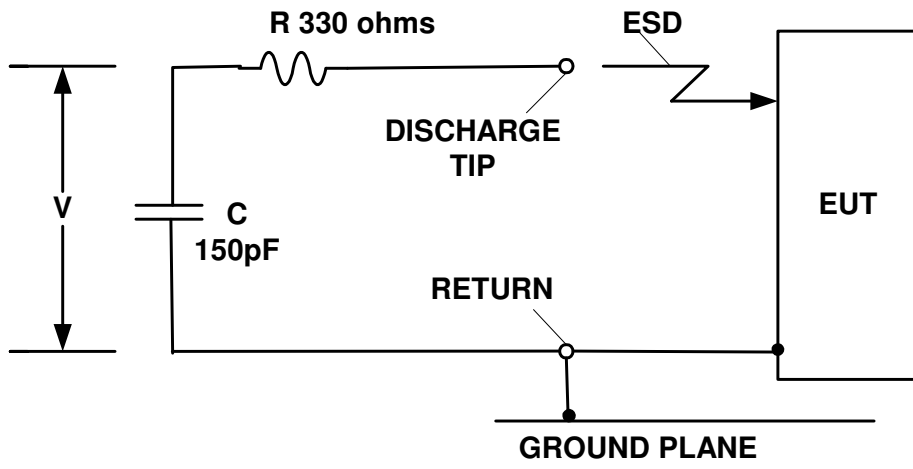 R 330 ohms
ESD
DISCHARGE
TIP
V
C
150pF
EUT
RETURN
GROUND PLANE